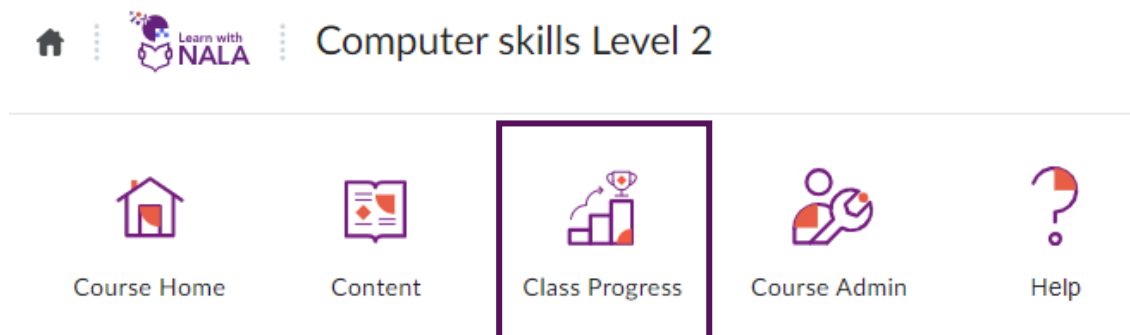 Learn with
NALA
Computer skills Level 2
Course Home
Content
Class Progress
Course Admin
Help